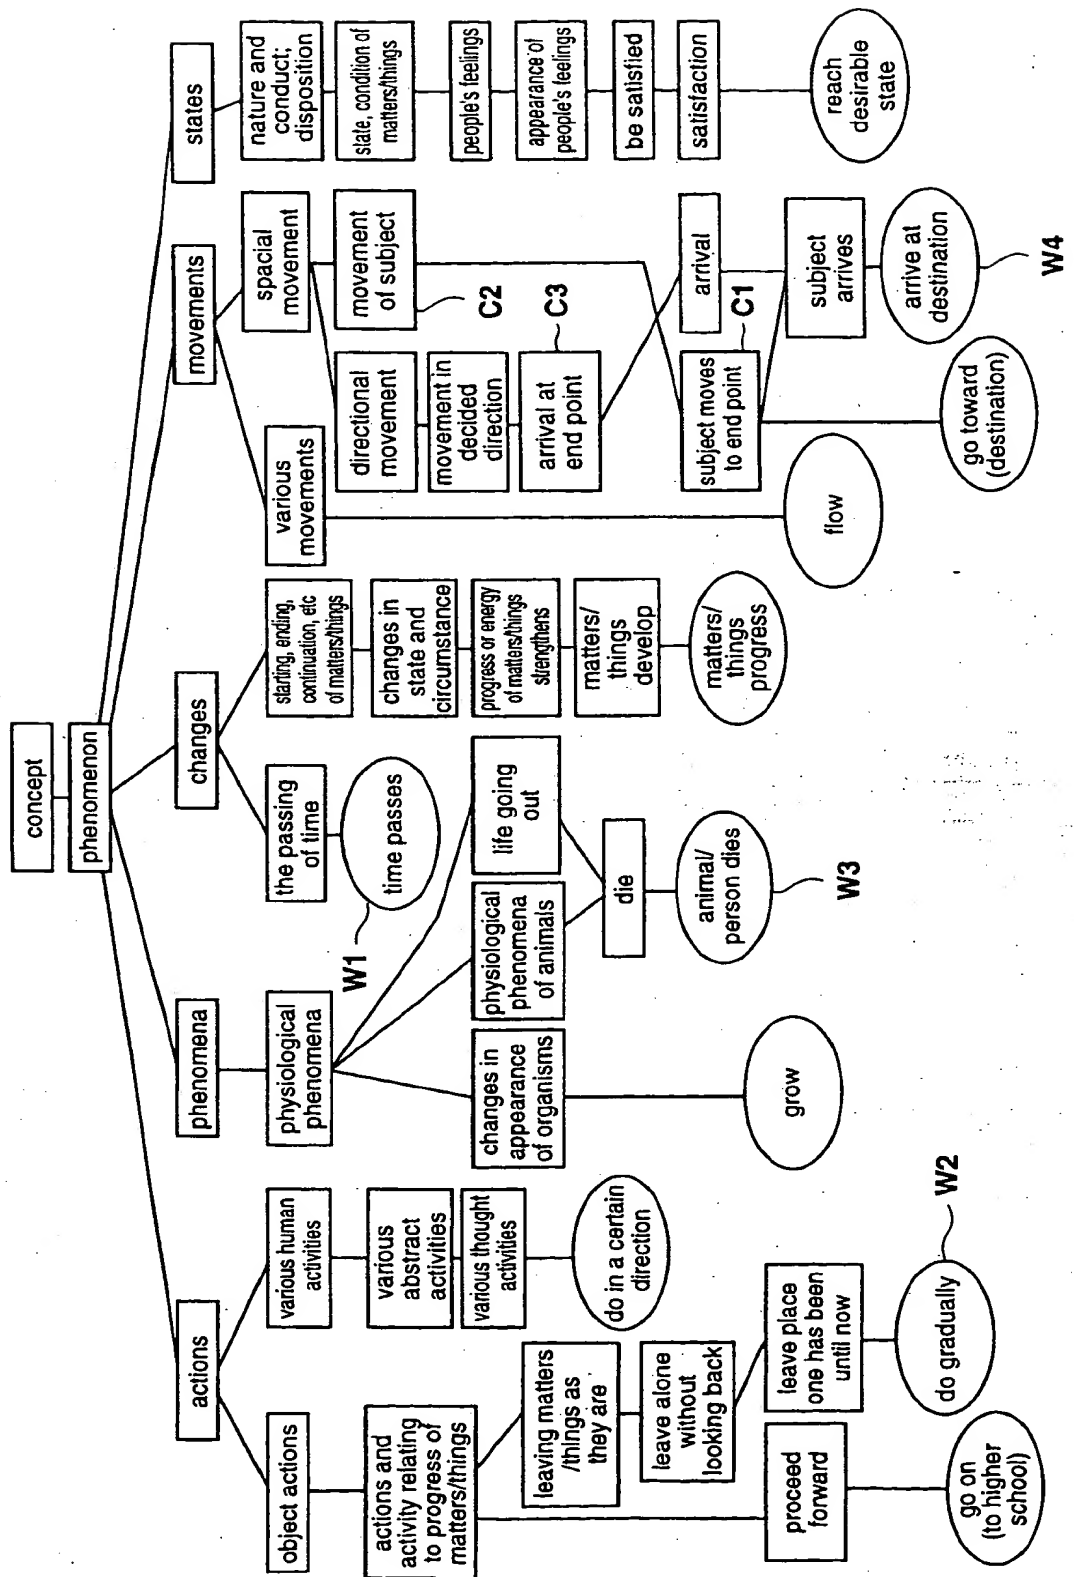 concept
phenomenon
actions
phenomena
changes
movements
states
object actions
various human
activities
physiological
phenomena
the passing
of time
starting, ending,
continuation, etc
of matters/things
various
movements
spacial
movement
nature and
conduct;
disposition
actions and
activity relating
to progress of
matters/things
various
abstract
activities
time passes
W1
changes in
state and
circumstance
directional
movement
movement
of subject
C2
state, condition of
matters/things
various thought
activities
changes in
appearance
of organisms
physiological
phenomena
of animals
life going
out
progress or energy
of matters/things
strengthens
movement in
decided
direction
people's feelings
leaving matters
/things as
they are
do in a certain
direction
matters/
things
develop
arrival at
end point
C3
appearance of
people's feelings
leave alone
without
looking back
die
be satisfied
animal/
person dies
W3
matters/
things
progress
subject moves
to end point
C1
arrival
satisfaction
proceed
forward
leave place
one has been
until now
grow
flow
subject
arrives
reach
desirable
state
do gradually
W2
arrive at
destination
W4
go on
(to higher
school)
go toward
(destination)